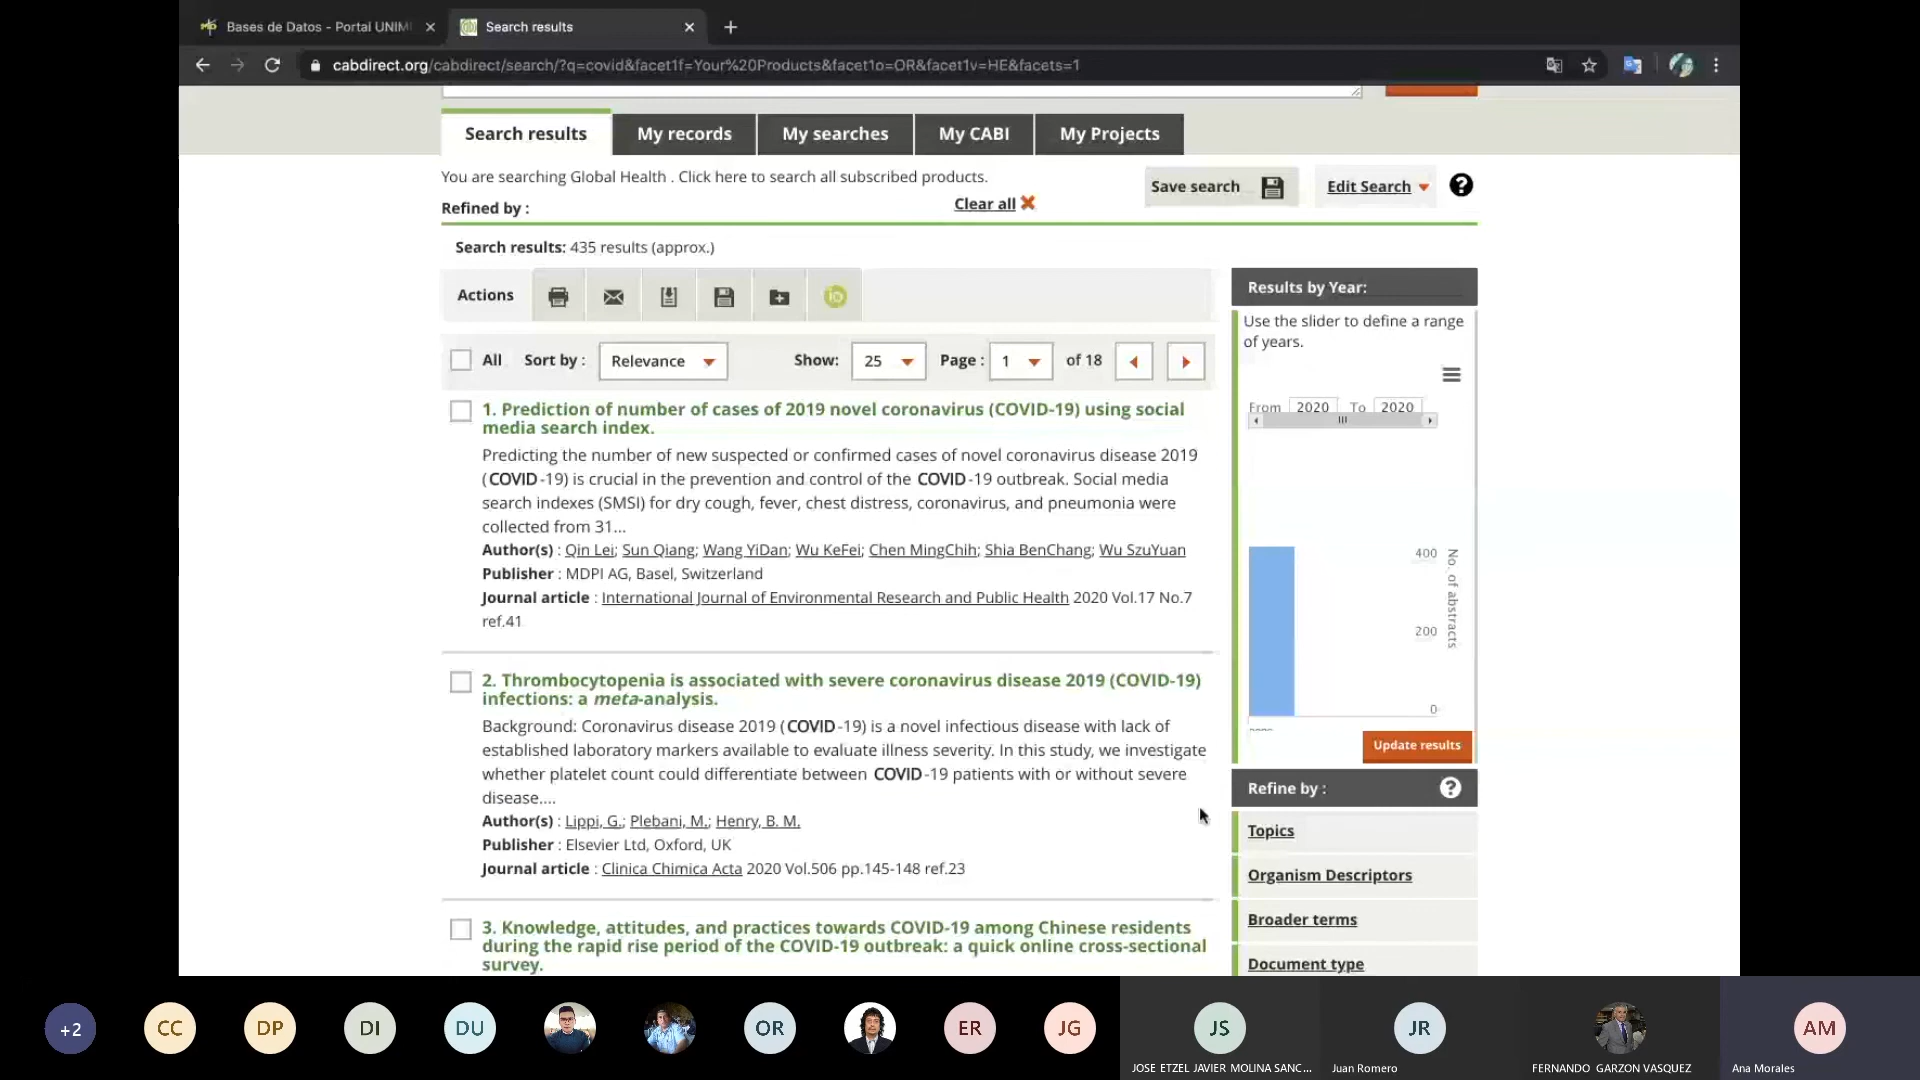 Bases de Datos - Portal UNIM
Search results
cabdirect.org/cabdirect/search/?q=covid&facet1f=Your%20Products&facet1o=OR&facet1v=HE&facets=1
Search results
My records
My searches
My CABI
My Projects
You are searching Global Health . Click here to search all subscribed products.
Save search
Edit Search
Refined by :
Clear all
Search results: 435 results (approx.)
Actions
All
Sort by :
Relevance
Show:
25
Page :
1
of 18
1. Prediction of number of cases of 2019 novel coronavirus (COVID-19) using social
media search index.
Predicting the number of new suspected or confirmed cases of novel coronavirus disease 2019
(COVID -19) is crucial in the prevention and control of the COVID -19 outbreak. Social media
search indexes (SMSI) for dry cough, fever, chest distress, coronavirus, and pneumonia were
collected from 31...
Author(s) : Qin Lei; Sun Qiang; Wang YiDan; Wu KeFei; Chen MingChih; Shia BenChang; Wu SzuYuan
Publisher : MDPI AG, Basel, Switzerland
Journal article : International Journal of Environmental Research and Public Health 2020 Vol.17 No.7
ref.41
2. Thrombocytopenia is associated with severe coronavirus disease 2019 (COVID-19)
infections: a meta-analysis.
Background: Coronavirus disease 2019 (COVID -19) is a novel infectious disease with lack of
established laboratory markers available to evaluate illness severity. In this study, we investigate
whether platelet count could differentiate between COVID -19 patients with or without severe
disease....
Author(s) : Lippi, G.; Plebani, M.; Henry, B. M.
Publisher : Elsevier Ltd, Oxford, UK
Journal article : Clinica Chimica Acta 2020 Vol.506 pp.145-148 ref.23
3. Knowledge, attitudes, and practices towards COVID-19 among Chinese residents
during the rapid rise period of the COVID-19 outbreak: a quick online cross-sectional
survey.
Results by Year:
Use the slider to define a range
of years.
From 2020 To 2020
400
200
0
No. of abstracts
Update results
Refine by :
Topics
Organism Descriptors
Broader terms
Document type
+2
CC
DP
DI
DU
OR
ER
JG
JS
JR
AM
JOSE ETZEL JAVIER MOLINA SANC...
Juan Romero
FERNANDO GARZON VASQUEZ
Ana Morales